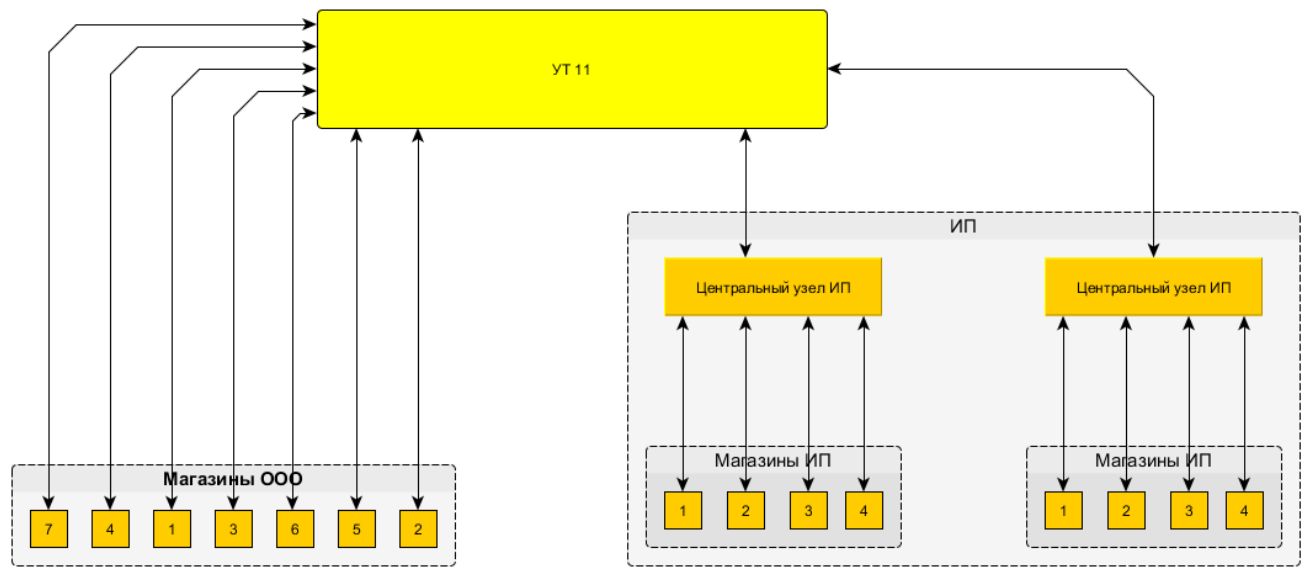 УТ 11
ИП
Центральный узел ИП
Центральный узел ИП
Магазины ИП
Магазины ИП
Магазины ООО
7 4 1 3 6 5 2
1 2 3 4
1 2 3 4